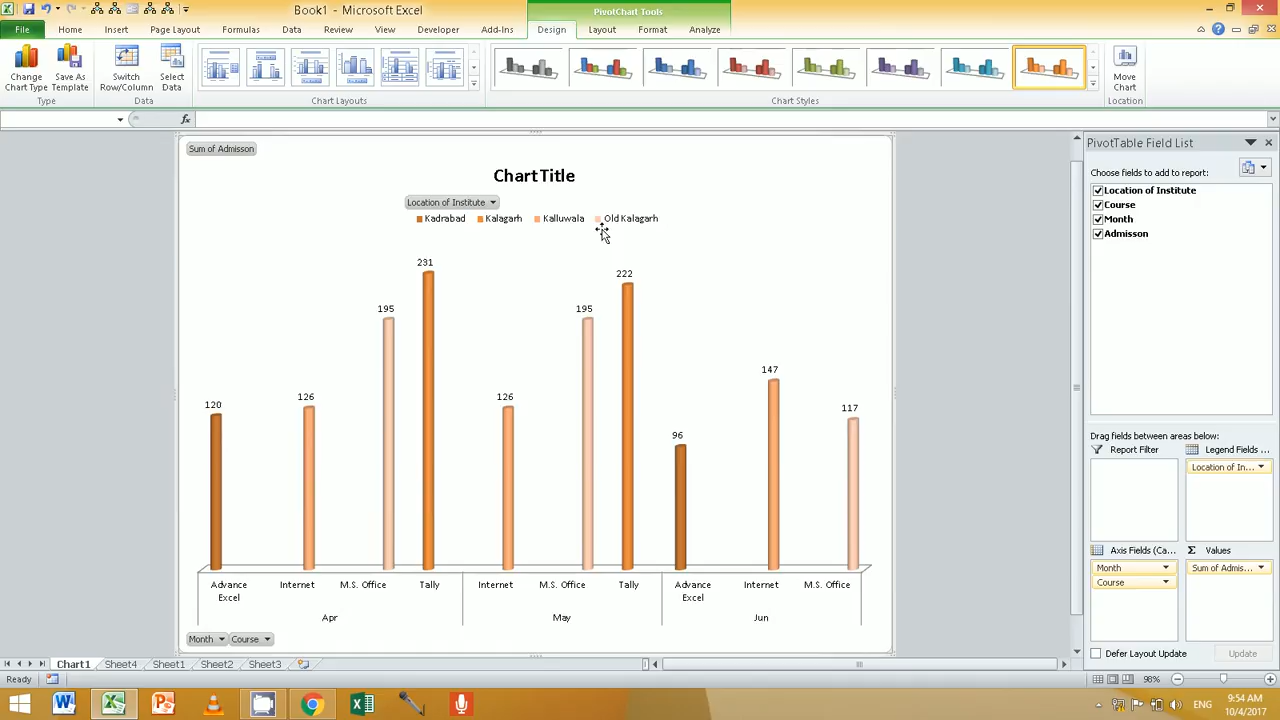 Book1 - Microsoft Excel
PivotChart Tools
File
Home
Insert
Page Layout
Formulas
Data
Review
View
Developer
Add-Ins
Design
Layout
Format
Analyze
Change
Chart Type
Save As
Template
Switch
Row/Column
Select
Data
Move
Chart
Type
Data
Chart Layouts
Chart Styles
Location
fx
PivotTable Field List
Choose fields to add to report:
Location of Institute
Course
Month
Admisson
Sum of Admisson
Chart Title
Location of Institute
Kadrabad
Kalagarh
Kalluwala
Old Kalagarh
120
126
195
231
126
195
222
96
147
117
Advance
Excel
Internet
M.S. Office
Tally
Internet
M.S. Office
Tally
Advance
Excel
Internet
M.S. Office
Apr
May
Jun
Month
Course
Drag fields between areas below:
Report Filter
Legend Fields ...
Location of In...
Axis Fields (Ca...
Σ Values
Month
Course
Sum of Admis...
Defer Layout Update
Update
Chart1
Sheet4
Sheet1
Sheet2
Sheet3
Ready
98%
ENG
9:54 AM
10/4/2017